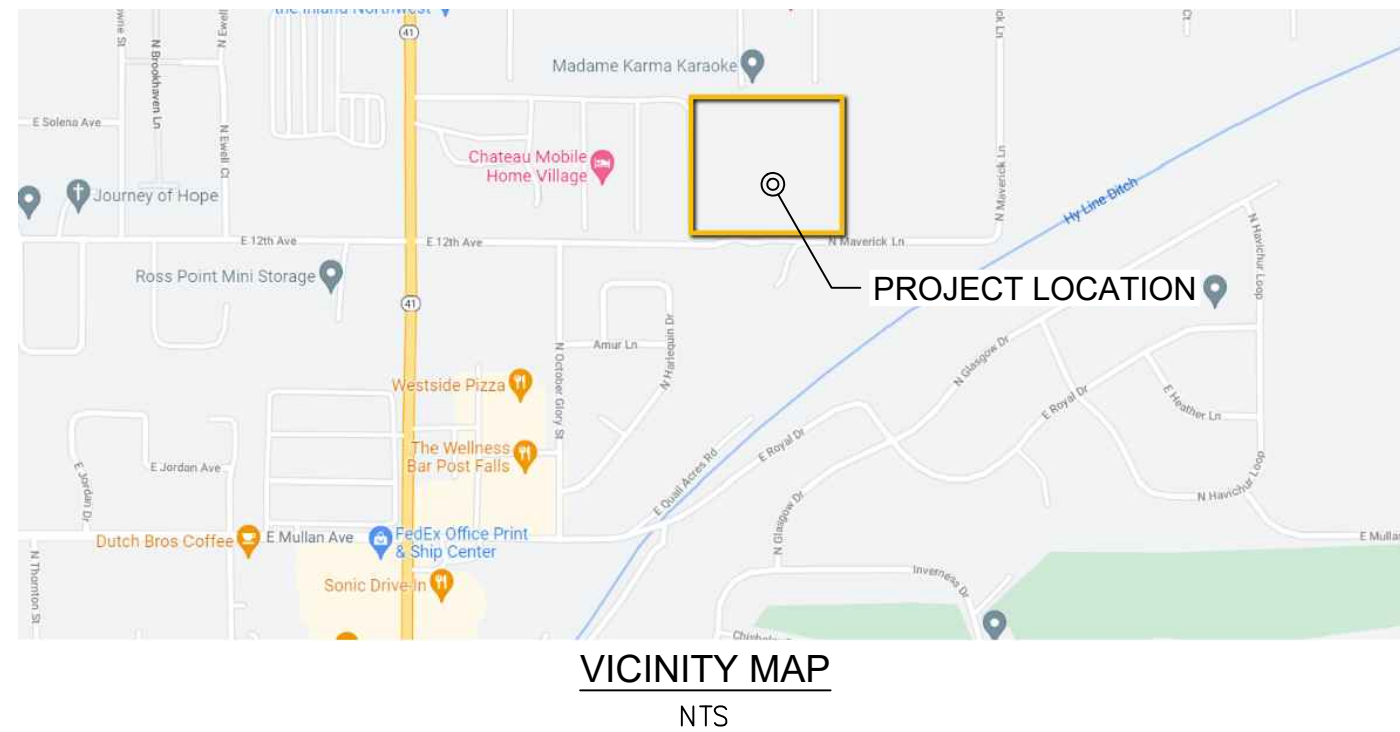 the Inland Northwest
41
Madame Karma Karaoke
N Brookhaven Ln
N Ewell Ct
E Solena Ave
Chateau Mobile
Home Village
Journey of Hope
N Maverick Ln
Hy Line Ditch
N Havichur Loop
E 12th Ave
E 12th Ave
N Maverick Ln
Ross Point Mini Storage
41
PROJECT LOCATION
Amur Ln
N Harlequin Dr
N October Glory St
N Glasgow Dr
Westside Pizza
E Royal Dr
E Heather Ln
The Wellness
Bar Post Falls
E Royal Dr
E Jordan Ave
E Jordan Dr
E Quail Acres Rd
N Havichur Loop
N Glasgow Dr
Dutch Bros Coffee
E Mullan Ave
FedEx Office Print
& Ship Center
E Mullan
N Thornton St
Sonic Drive-In
Inverness Dr
VICINITY MAP
NTS